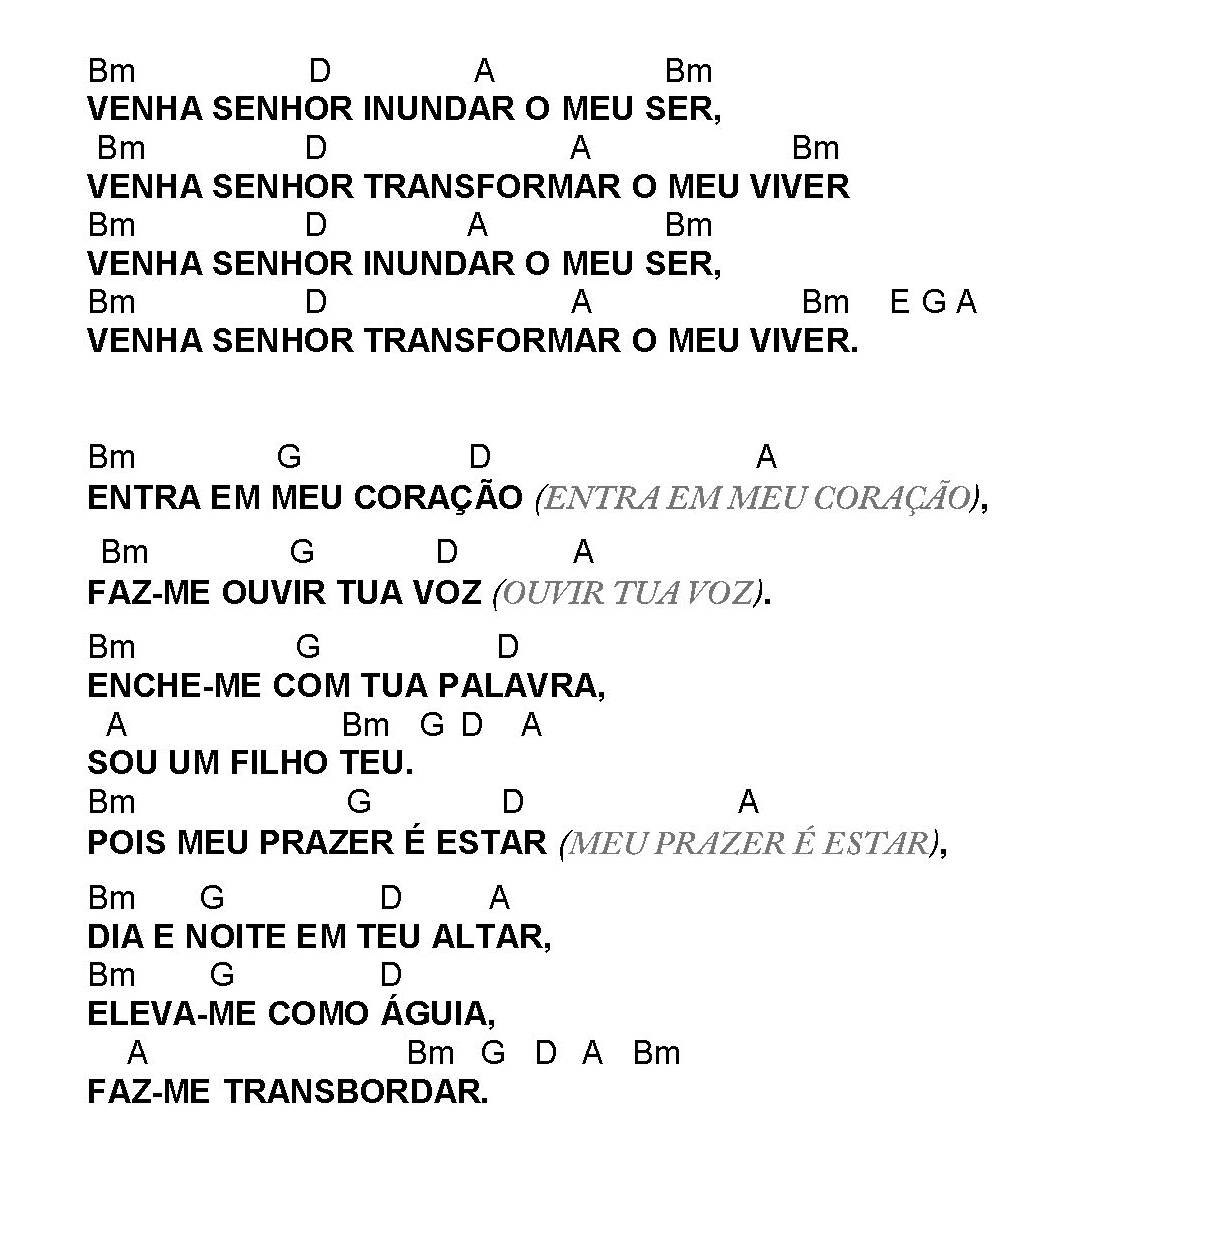 Bm D A Bm
VENHA SENHOR INUNDAR O MEU SER,
Bm D A Bm
VENHA SENHOR TRANSFORMAR O MEU VIVER
Bm D A Bm
VENHA SENHOR INUNDAR O MEU SER,
Bm D A Bm E G A
VENHA SENHOR TRANSFORMAR O MEU VIVER.
Bm G D A
ENTRA EM MEU CORAÇÃO (ENTRA EM MEU CORAÇÃO),
Bm G D A
FAZ-ME OUVIR TUA VOZ (OUVIR TUA VOZ).
Bm G D
ENCHE-ME COM TUA PALAVRA,
A Bm G D A
SOU UM FILHO TEU.
Bm G D A
POIS MEU PRAZER É ESTAR (MEU PRAZER É ESTAR),
Bm G D A
DIA E NOITE EM TEU ALTAR,
Bm G D
ELEVA-ME COMO ÁGUIA,
A Bm G D A Bm
FAZ-ME TRANSBORDAR.